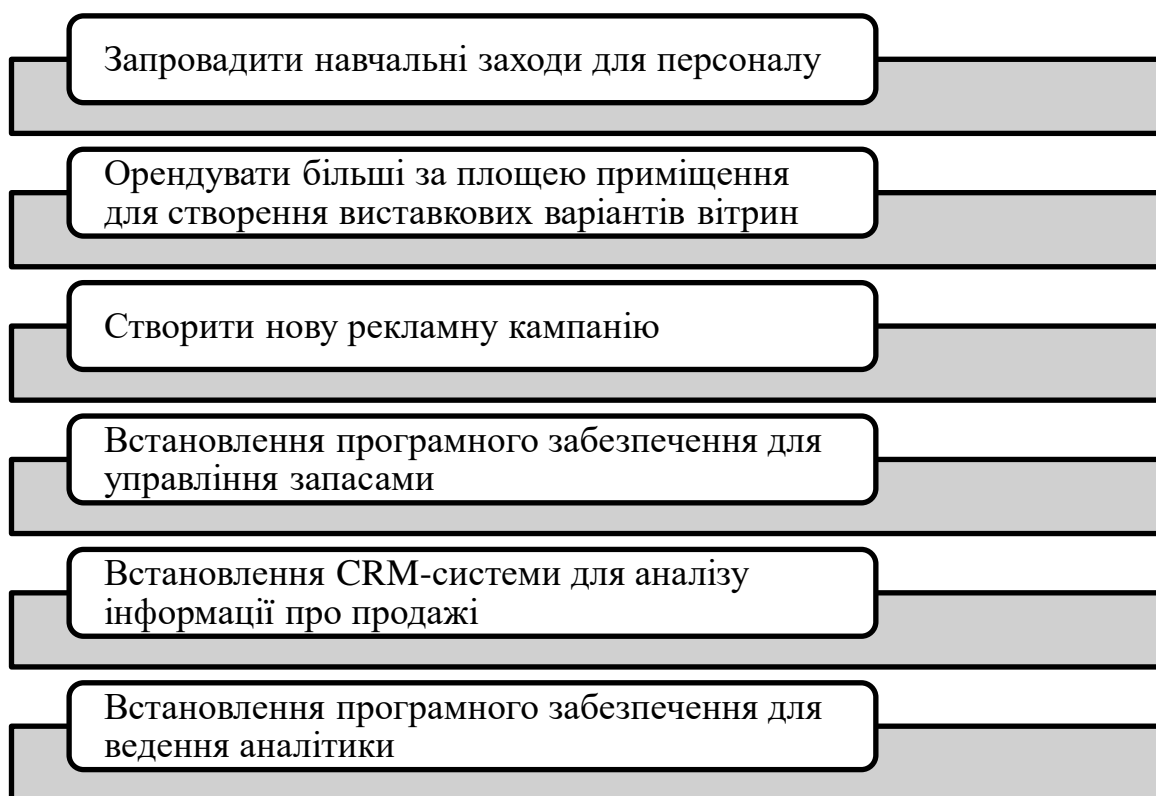 Запровадити навчальні заходи для персоналу
Орендувати більші за площею приміщення
для створення виставкових варіантів вітрин
Створити нову рекламну кампанію
Встановлення програмного забезпечення для
управління запасами
Встановлення CRM-системи для аналізу
інформації про продажі
Встановлення програмного забезпечення для
ведення аналітики